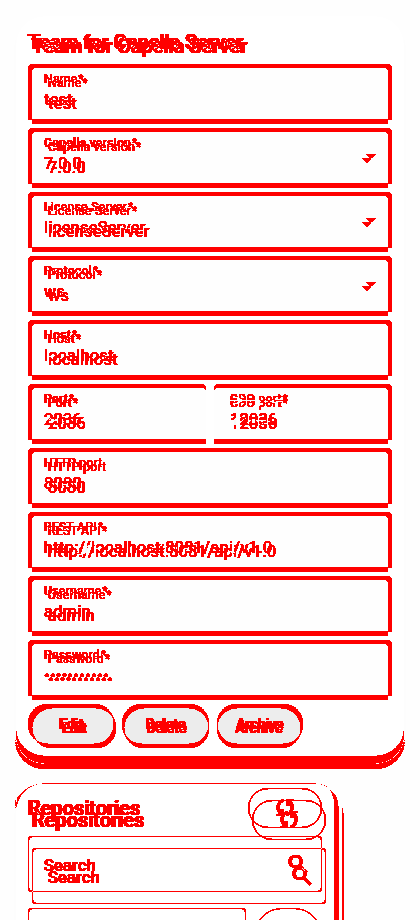 Team for Capella Server
Name*
test
Capella version*
7.0.0
License Server*
licenseServer
Protocol*
ws
Host*
localhost
Port*
2036
port*
12036
HTTP port
8080
REST API*
http://localhost:8081/api/v1.0
Username*
admin
Password*
Edit Delete Archive
Repositories
Search